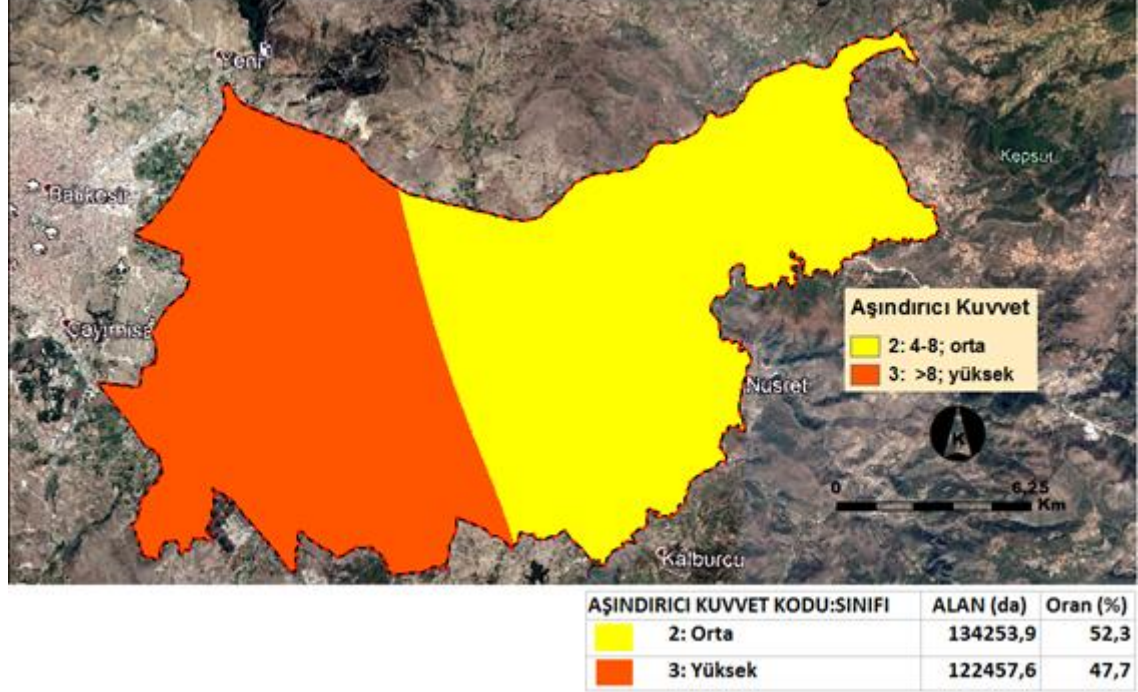 Yeni
Balıkesir
Kepsut
Çayırhisa
Aşındırıcı Kuvvet
2: 4-8; orta
3: >8; yüksek
Nusret
K
0 6,25
Km
Kalburcu
AŞINDIRICI KUVVET KODU:SINIFI ALAN (da) Oran (%)
2: Orta 134253,9 52,3
3: Yüksek 122457,6 47,7